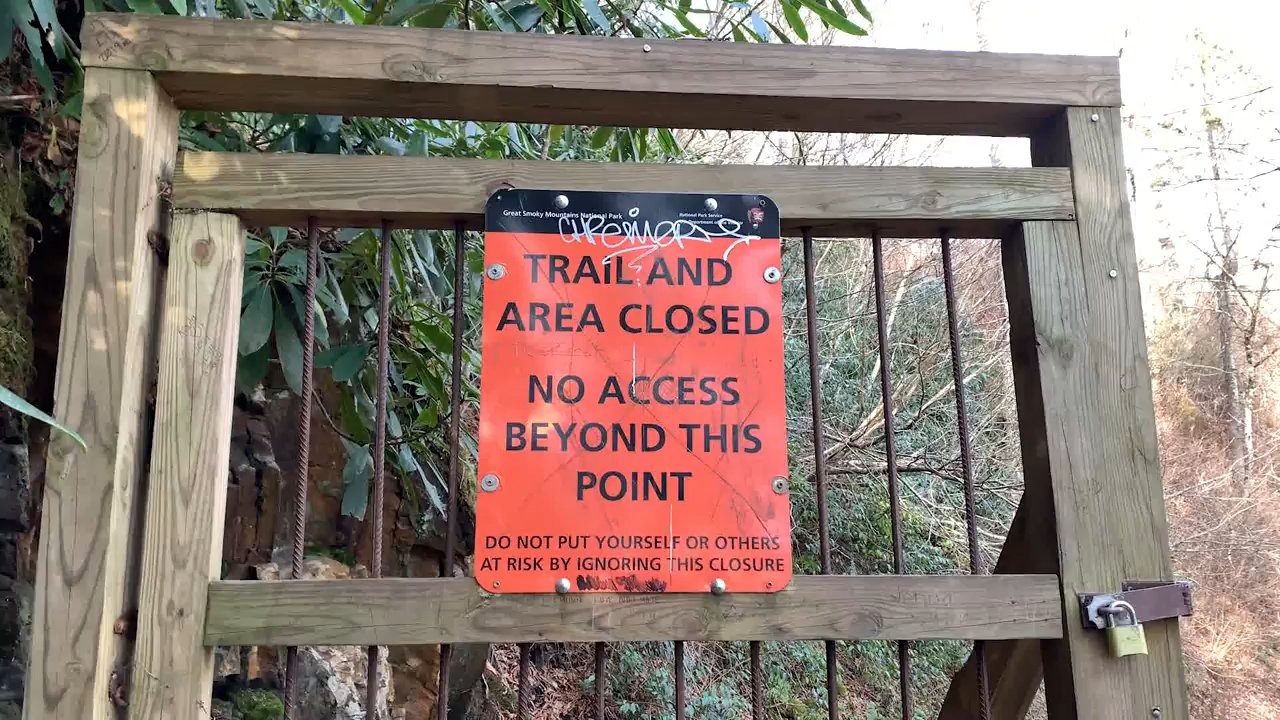 Great Smoky Mountains National Park
National Park Service
TRAIL AND
AREA CLOSED
NO ACCESS
BEYOND THIS
POINT
DO NOT PUT YOURSELF OR OTHERS
AT RISK BY IGNORING THIS CLOSURE